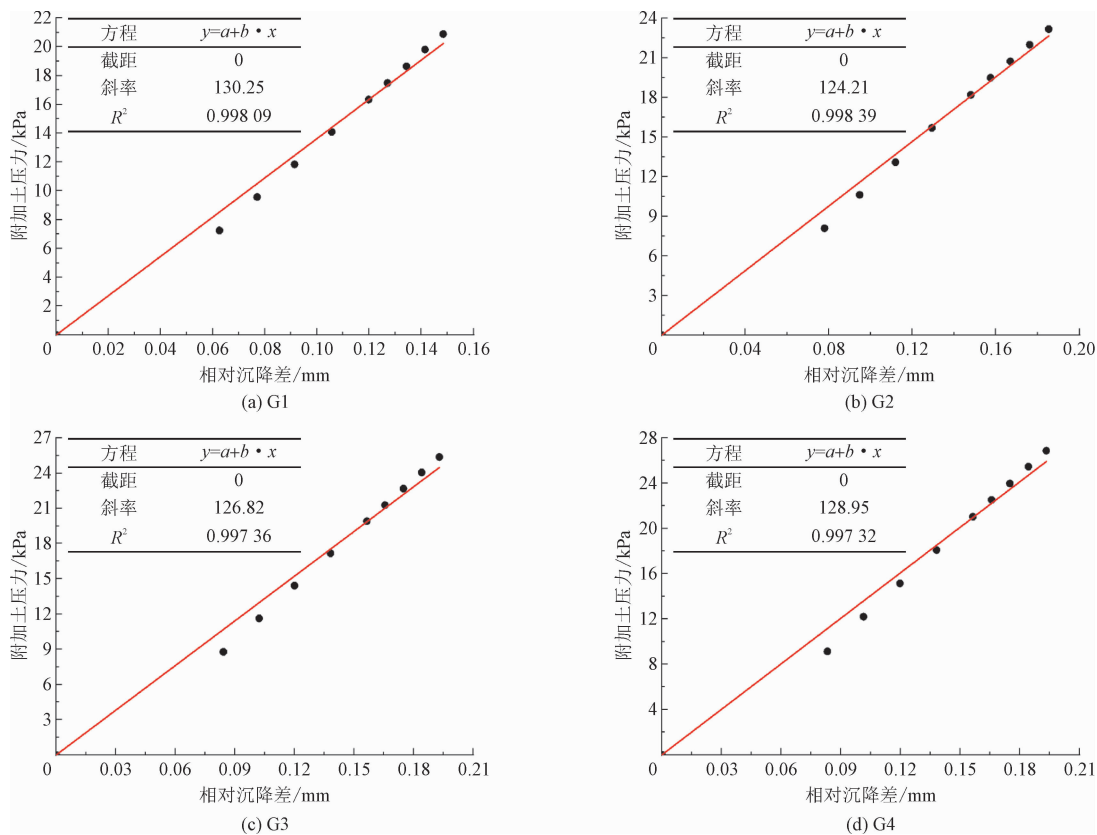 22
20
18
16
14
12
10
8
6
4
2
0
附加土压力/kPa
方程 y=a+b·x
截距 0
斜率 130.25
R² 0.998 09
0.02 0.04 0.06 0.08 0.10 0.12 0.14 0.16
相对沉降差/mm
(a) G1
24
21
18
15
12
9
6
3
0
附加土压力/kPa
方程 y=a+b·x
截距 0
斜率 124.21
R² 0.998 39
0.04 0.08 0.12 0.16 0.20
相对沉降差/mm
(b) G2
27
24
21
18
15
12
9
6
3
0
附加土压力/kPa
方程 y=a+b·x
截距 0
斜率 126.82
R² 0.997 36
0.03 0.06 0.09 0.12 0.15 0.18 0.21
相对沉降差/mm
(c) G3
28
24
20
16
12
8
4
0
附加土压力/kPa
方程 y=a+b·x
截距 0
斜率 128.95
R² 0.997 32
0.03 0.06 0.09 0.12 0.15 0.18 0.21
相对沉降差/mm
(d) G4